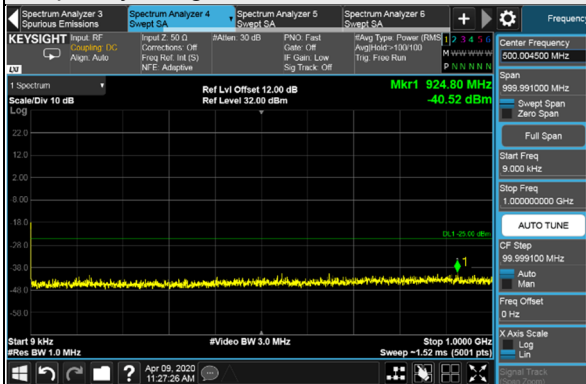 Spectrum Analyzer 3
Spurious Emissions
Spectrum Analyzer 4
Swept SA
Spectrum Analyzer 5
Swept SA
Spectrum Analyzer 6
Swept SA
+
Frequency
KEYSIGHT
Input: RF
Coupling: DC
Align: Auto
Input Z: 50 Ω
Corrections: Off
Freq Ref: Int (S)
NFE: Adaptive
#Atten: 30 dB
PNO: Fast
Gate: Off
IF Gain: Low
Sig Track: Off
#Avg Type: Power (RMS
Avg|Hold:>100/100
Trig: Free Run
1 2 3 4 5 6
M W W W W W
P N N N N N
LU
1 Spectrum
Scale/Div 10 dB
Log
Ref Lvl Offset 12.00 dB
Ref Level 32.00 dBm
Mkr1 924.80 MHz
-40.52 dBm
22.0
12.0
2.00
-8.00
-18.0
-28.0
-38.0
-48.0
-58.0
DL1 -25.00 dBm
1
Start 9 kHz
#Res BW 1.0 MHz
#Video BW 3.0 MHz
Stop 1.0000 GHz
Sweep ~1.52 ms (5001 pts)
Center Frequency
500.004500 MHz
Span
999.991000 MHz
Swept Span
Zero Span
Full Span
Start Freq
9.000 kHz
Stop Freq
1.000000000 GHz
AUTO TUNE
CF Step
99.999100 MHz
Auto
Man
Freq Offset
0 Hz
X Axis Scale
Log
Lin
Signal Track
(Span Zoom)
?
Apr 09, 2020
11:27:26 AM